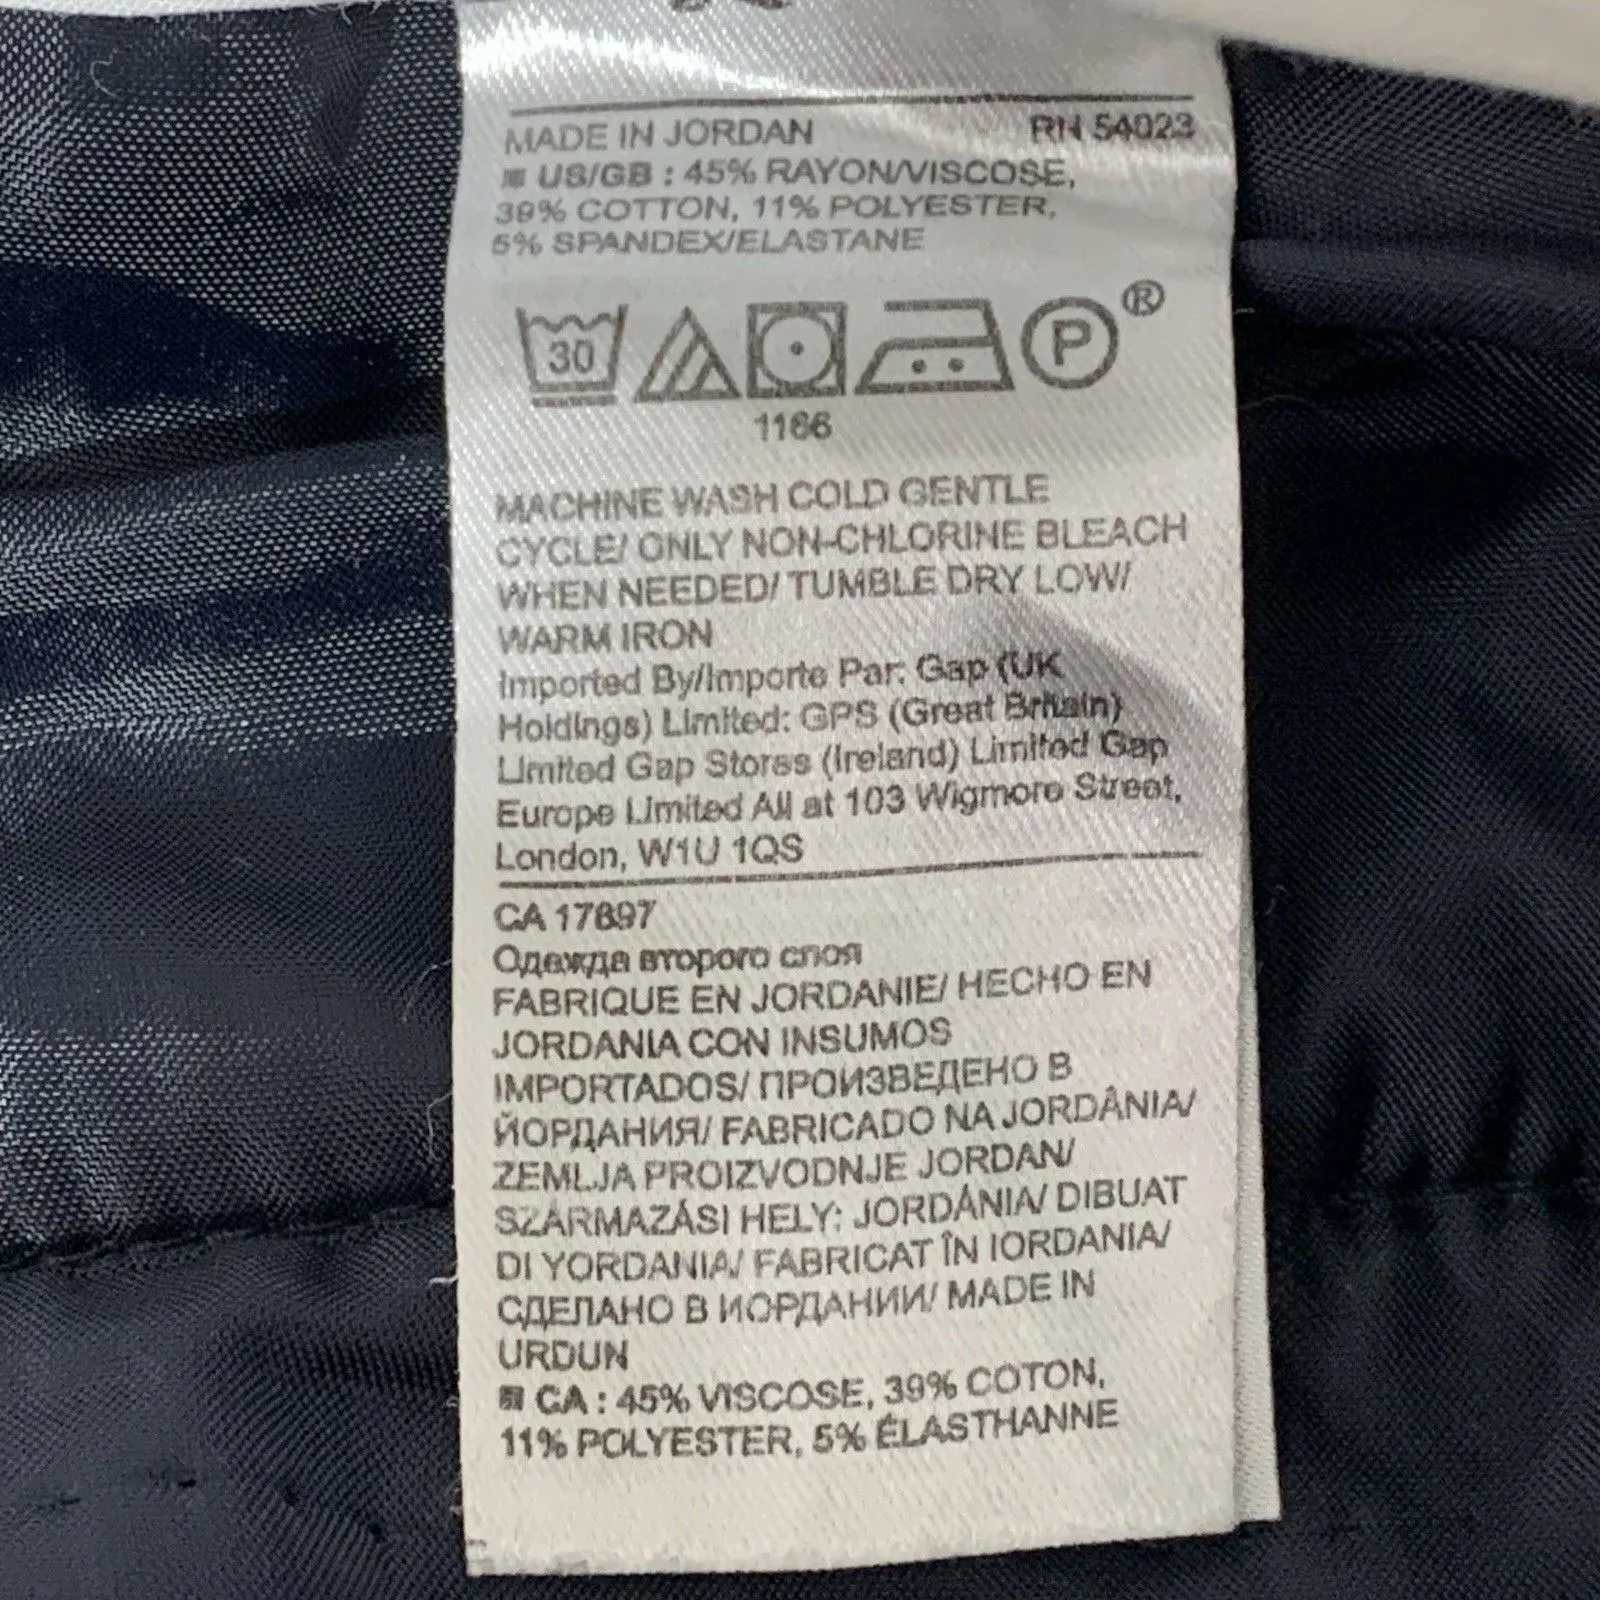 MADE IN JORDAN RN 54023
US/GB : 45% RAYON/VISCOSE,
39% COTTON, 11% POLYESTER,
5% SPANDEX/ELASTANE
30 P ®
1166
MACHINE WASH COLD GENTLE
CYCLE/ ONLY NON-CHLORINE BLEACH
WHEN NEEDED/ TUMBLE DRY LOW/
WARM IRON
Imported By/Importe Par: Gap (UK
Holdings) Limited: GPS (Great Britain)
Limited Gap Stores (Ireland) Limited Gap
Europe Limited All at 103 Wigmore Street,
London, W1U 1QS
CA 17897
Одежда второго слоя
FABRIQUE EN JORDANIE/ HECHO EN
JORDANIA CON INSUMOS
IMPORTADOS/ ПРОИЗВЕДЕНО В
ЙОРДАНИЯ/ FABRICADO NA JORDÂNIA/
ZEMLJA PROIZVODNJE JORDAN/
SZÁRMAZÁSI HELY: JORDÁNIA/ DIBUAT
DI YORDANIA/ FABRICAT ÎN IORDANIA/
СДЕЛАНО В ИОРДАНИИ/ MADE IN
URDUN
CA : 45% VISCOSE, 39% COTON,
11% POLYESTER, 5% ÉLASTHANNE